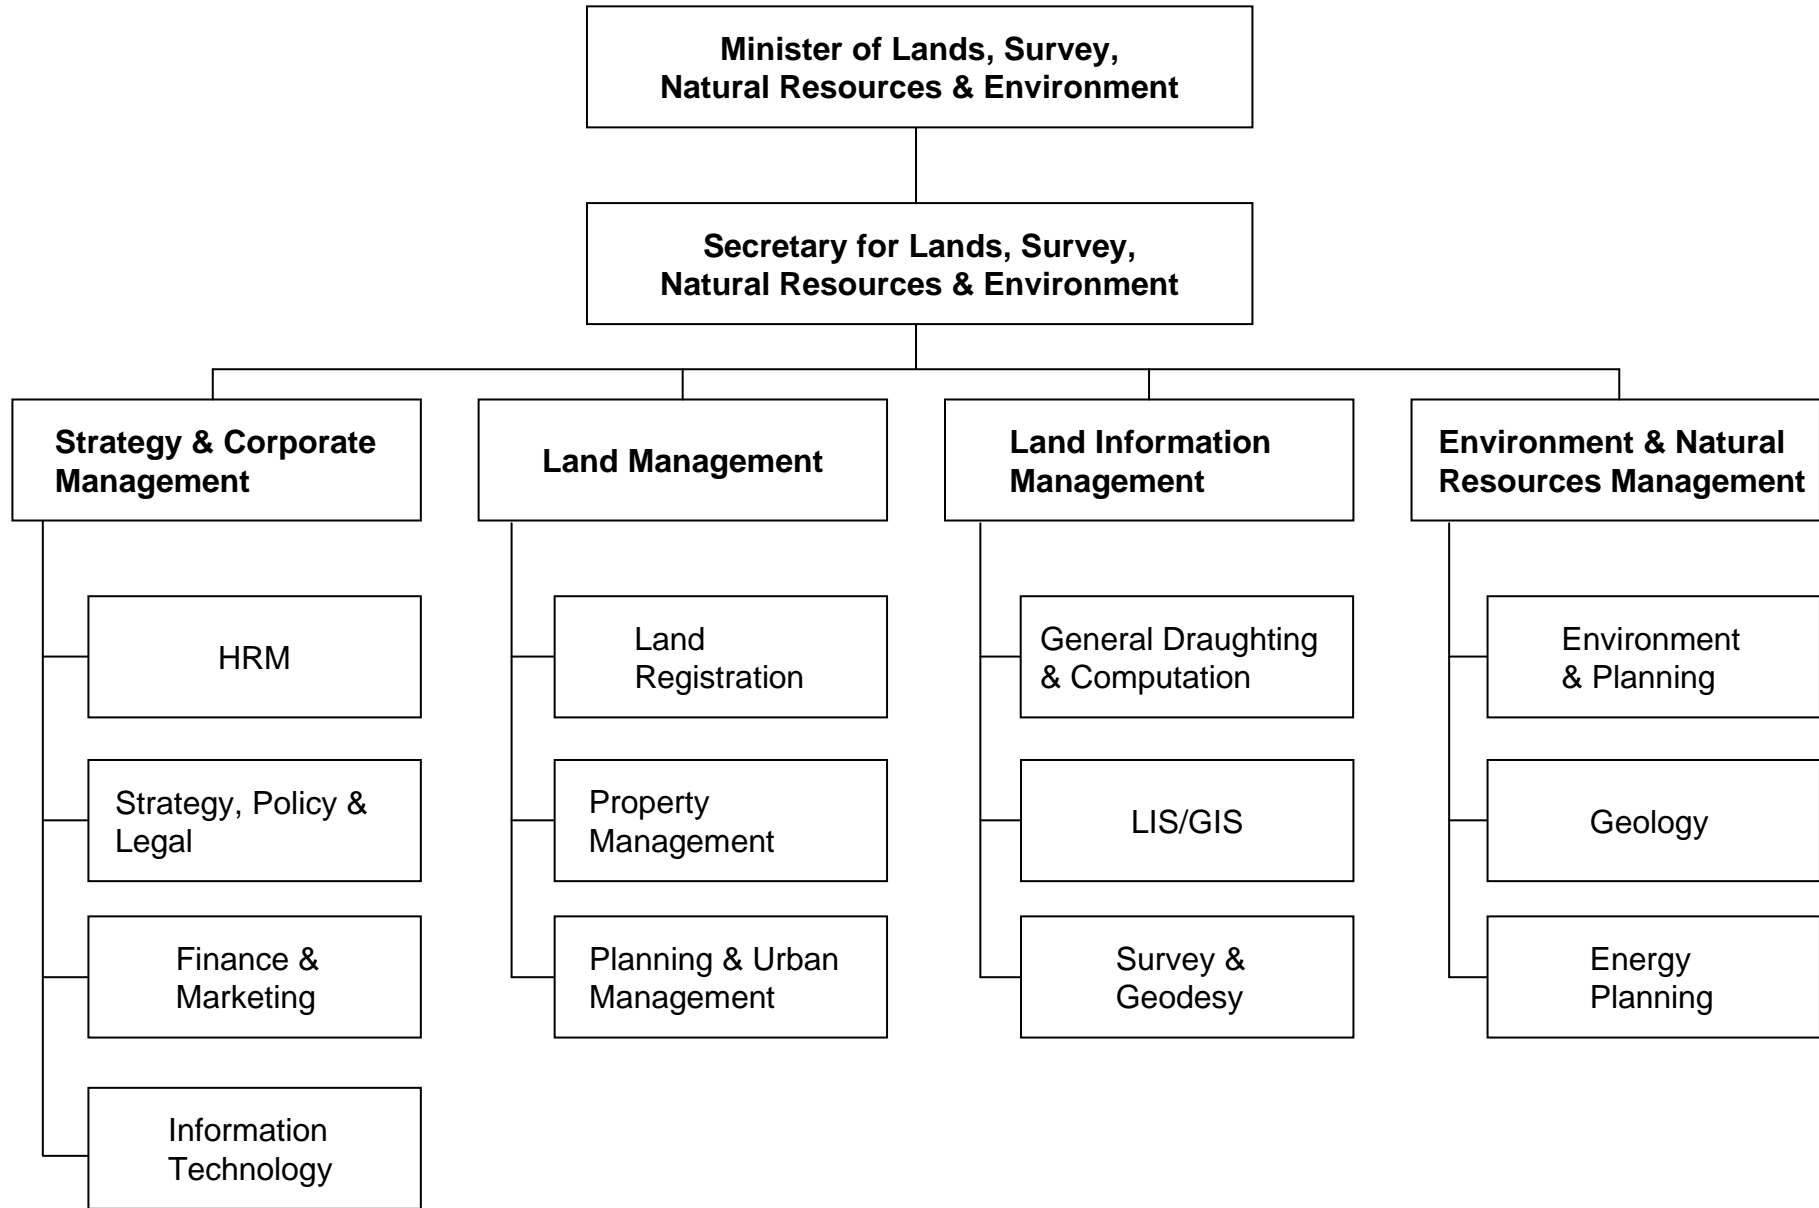 Minister of Lands, Survey,
Natural Resources & Environment
Secretary for Lands, Survey,
Natural Resources & Environment
Strategy & Corporate
Management
HRM
Strategy, Policy &
Legal
Finance &
Marketing
Information
Technology
Land Management
Land
Registration
Property
Management
Planning & Urban
Management
Land Information
Management
General Draughting
& Computation
LIS/GIS
Survey &
Geodesy
Environment & Natural
Resources Management
Environment
& Planning
Geology
Energy
Planning